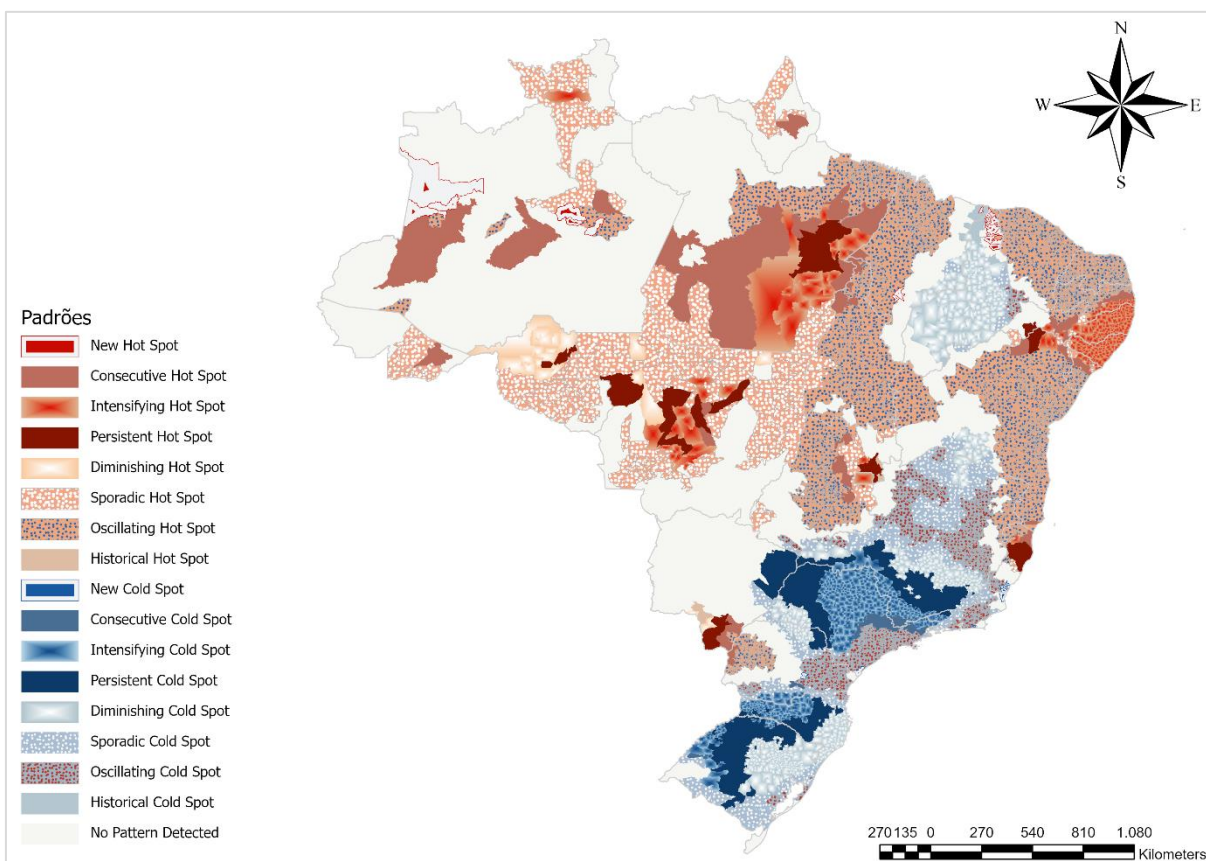 N
W E
S
Padrões
New Hot Spot
Consecutive Hot Spot
Intensifying Hot Spot
Persistent Hot Spot
Diminishing Hot Spot
Sporadic Hot Spot
Oscillating Hot Spot
Historical Hot Spot
New Cold Spot
Consecutive Cold Spot
Intensifying Cold Spot
Persistent Cold Spot
Diminishing Cold Spot
Sporadic Cold Spot
Oscillating Cold Spot
Historical Cold Spot
No Pattern Detected
270 135 0 270 540 810 1.080
Kilometers